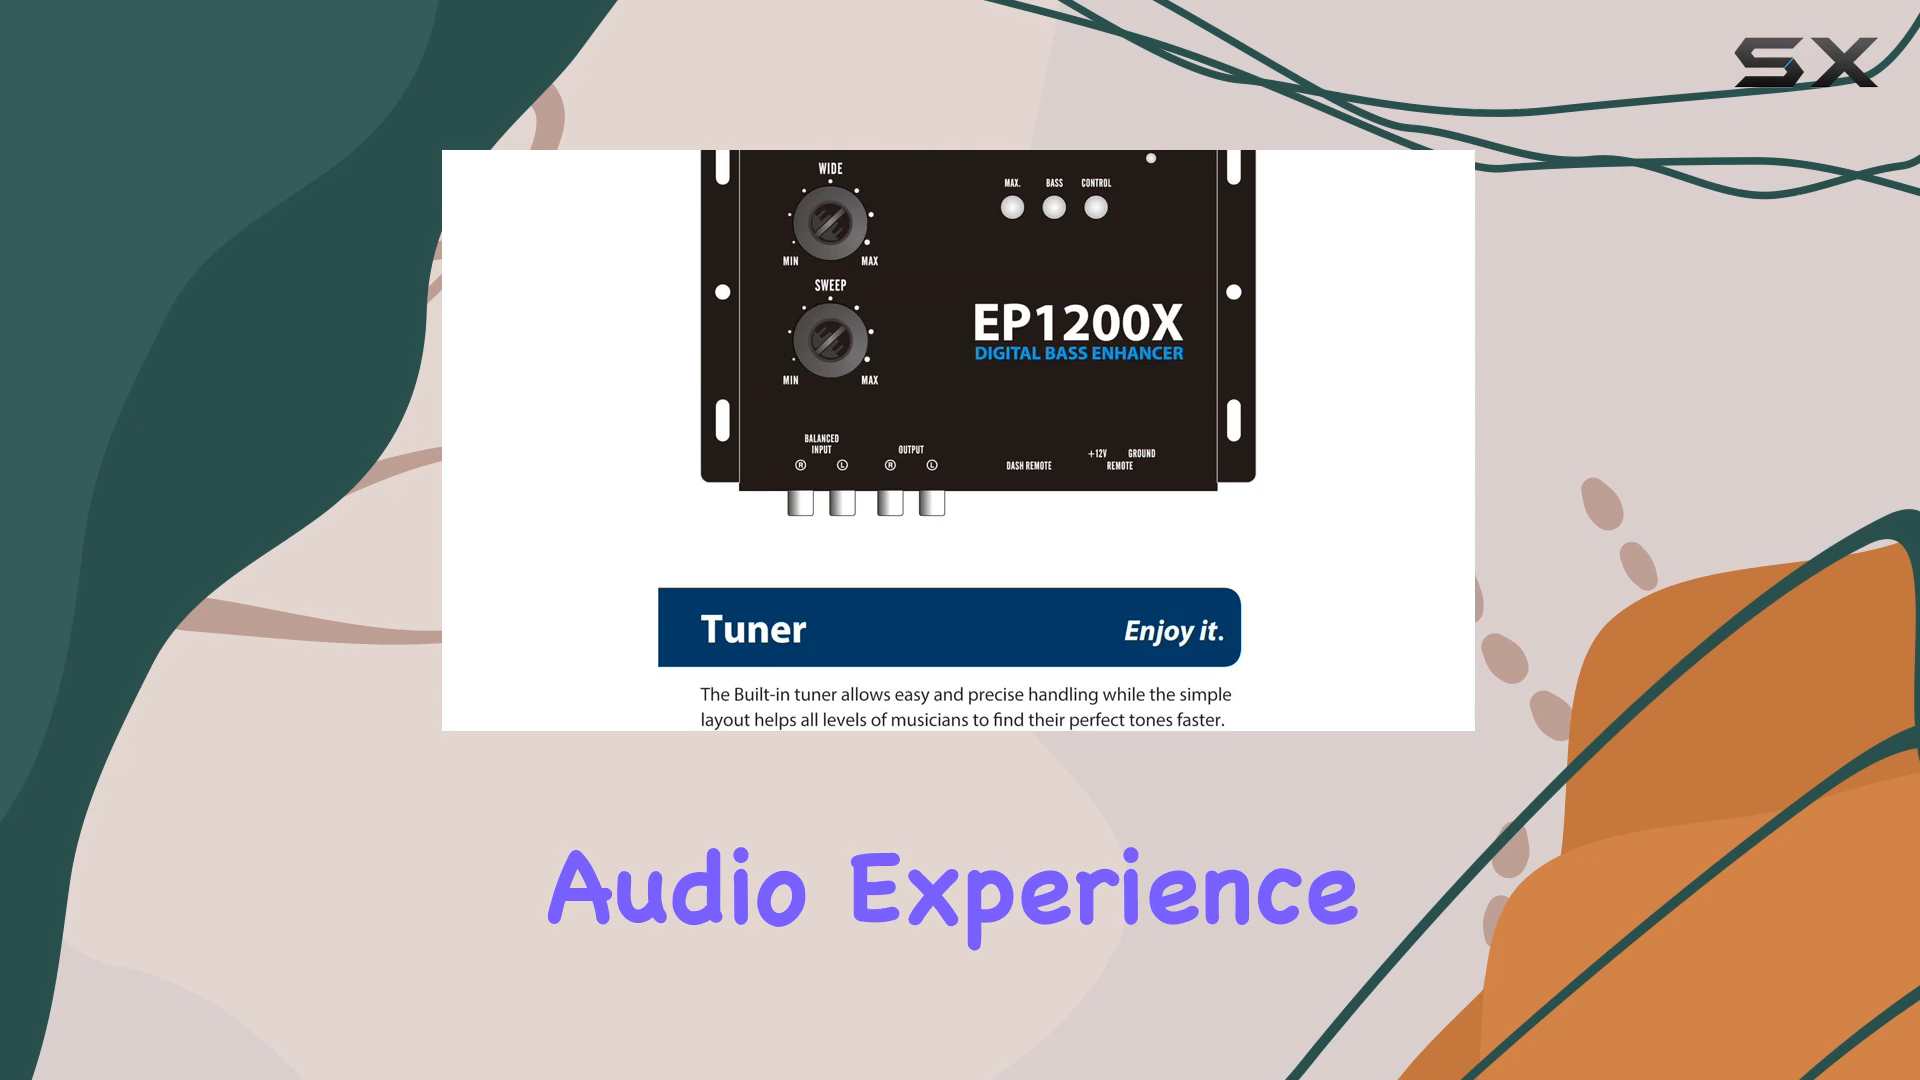 SX
WIDE
MAX. BASS CONTROL
MIN MAX
SWEEP
EP1200X
DIGITAL BASS ENHANCER
MIN MAX
BALANCED
INPUT OUTPUT +12V GROUND
R L R L DASH REMOTE REMOTE
Tuner Enjoy it.
The Built-in tuner allows easy and precise handling while the simple
layout helps all levels of musicians to find their perfect tones faster.
Audio Experience